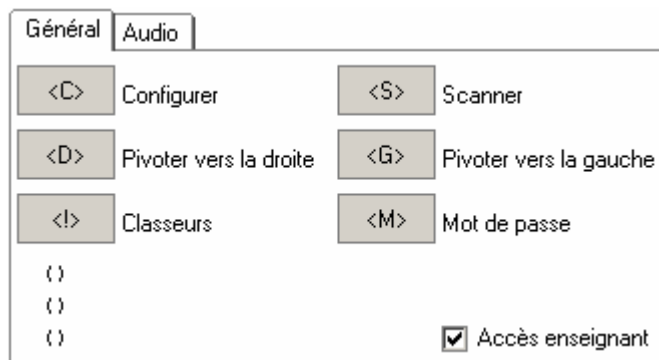 Général Audio
<C> Configurer <S> Scanner
<D> Pivoter vers la droite <G> Pivoter vers la gauche
<!> Classeurs <M> Mot de passe
()
()
() Accès enseignant